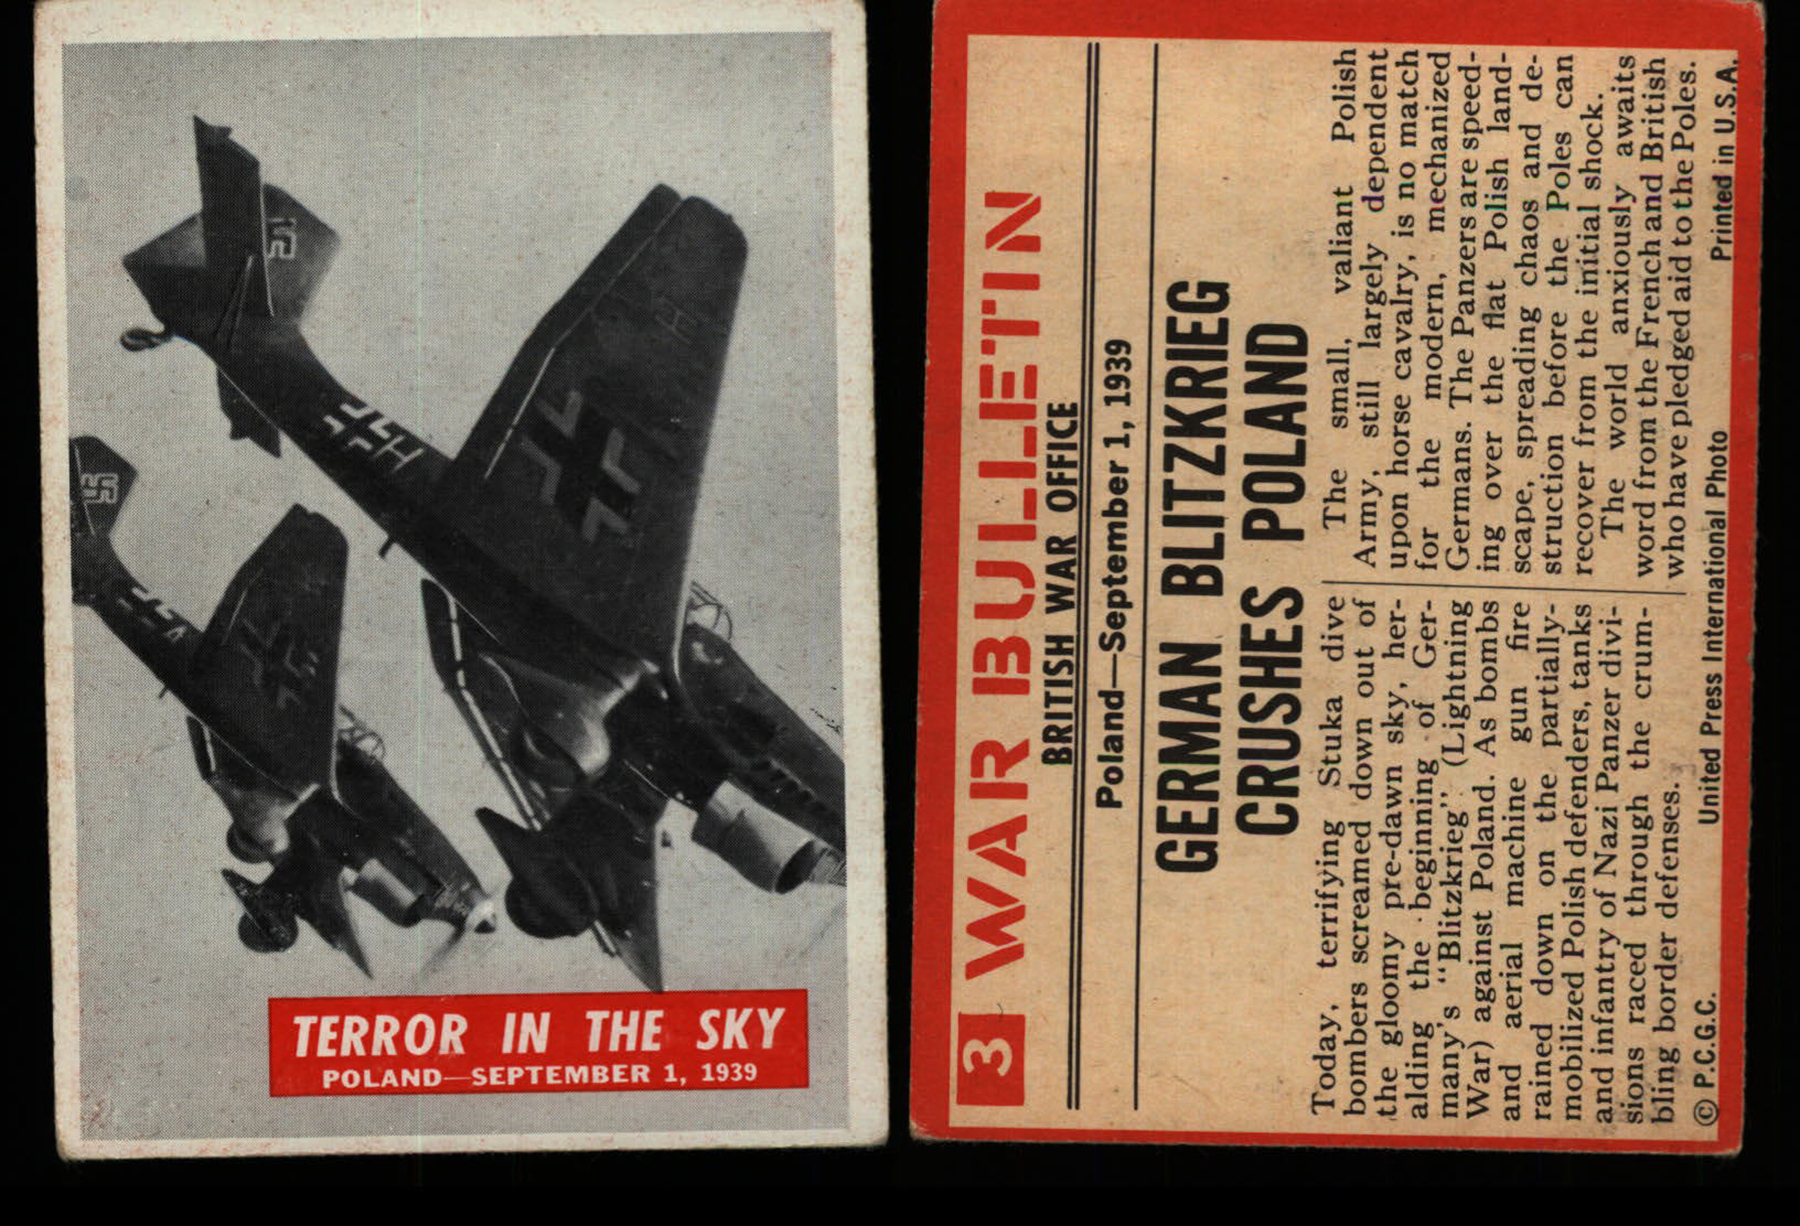 TERROR IN THE SKY
POLAND—SEPTEMBER 1, 1939
3 WAR BULLETIN
BRITISH WAR OFFICE
Poland—September 1, 1939
GERMAN BLITZKRIEG
CRUSHES POLAND
Today, terrifying Stuka dive
bombers screamed down out of
the gloomy pre-dawn sky, her-
alding the beginning of Ger-
many's "Blitzkrieg" (Lightning
War) against Poland. As bombs
and aerial machine gun fire
rained down on the partially-
mobilized Polish defenders, tanks
and infantry of Nazi Panzer divi-
sions raced through the crum-
bling border defenses.
The small, valiant Polish
Army, still largely dependent
upon horse cavalry, is no match
for the modern, mechanized
Germans. The Panzers are speed-
ing over the flat Polish land-
scape, spreading chaos and de-
struction before the Poles can
recover from the initial shock.
The world anxiously awaits
word from the French and British
who have pledged aid to the Poles.
© P.C.G.C. United Press International Photo Printed in U.S.A.